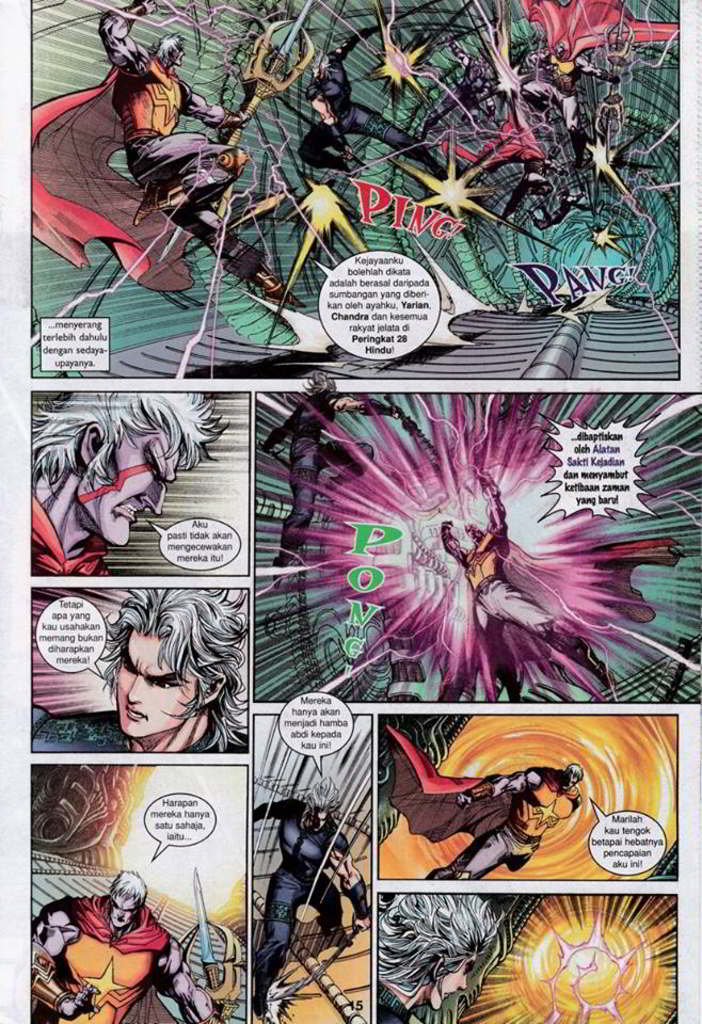 PING!
PANG!
Kejayaanku
bolehlah dikata
adalah berasal daripada
sumbangan yang diberi-
kan oleh ayahku, Yarian,
Chandra dan kesemua
rakyat jelata di
Peringkat 28
Hindu!
...menyerang
terlebih dahulu
dengan sedaya-
upayanya.
Aku
pasti tidak akan
mengecewakan
mereka itu!
...dibaptiskan
oleh Alatan
Sakti Kejadian
dan menyambut
ketibaan zaman
yang baru!
PONG
Tetapi
apa yang
kau usahakan
memang bukan
diharapkan
mereka!
Mereka
hanya akan
menjadi hamba
abdi kepada
kau ini!
Harapan
mereka hanya
satu sahaja,
iaitu...
Marilah
kau tengok
betapai hebatnya
pencapaian
aku ini!
15